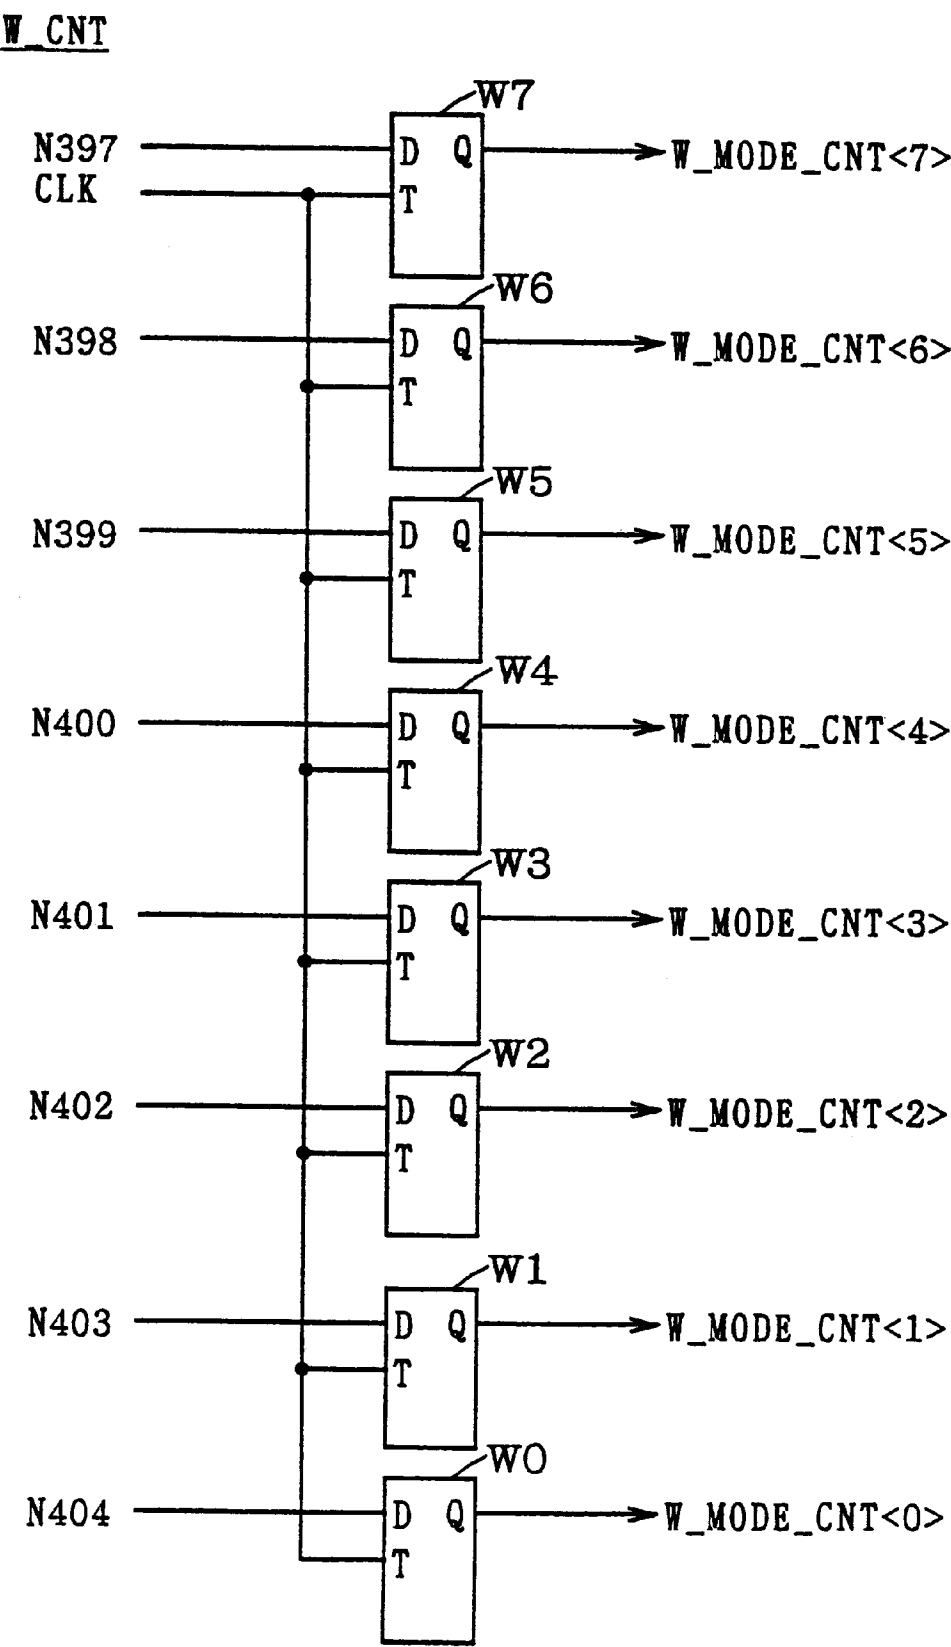 W_CNT
W7
N397 D Q W_MODE_CNT<7>
CLK T
W6
N398 D Q W_MODE_CNT<6>
T
W5
N399 D Q W_MODE_CNT<5>
T
W4
N400 D Q W_MODE_CNT<4>
T
W3
N401 D Q W_MODE_CNT<3>
T
W2
N402 D Q W_MODE_CNT<2>
T
W1
N403 D Q W_MODE_CNT<1>
T
W0
N404 D Q W_MODE_CNT<0>
T